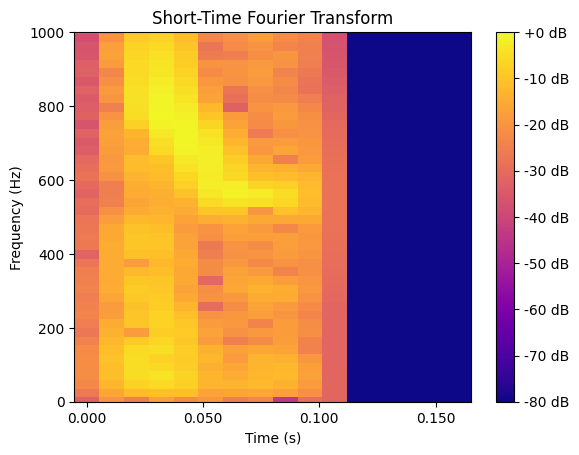 Short-Time Fourier Transform
Frequency (Hz)
1000
800
600
400
200
0
0.000
0.050
0.100
0.150
Time (s)
+0 dB
-10 dB
-20 dB
-30 dB
-40 dB
-50 dB
-60 dB
-70 dB
-80 dB